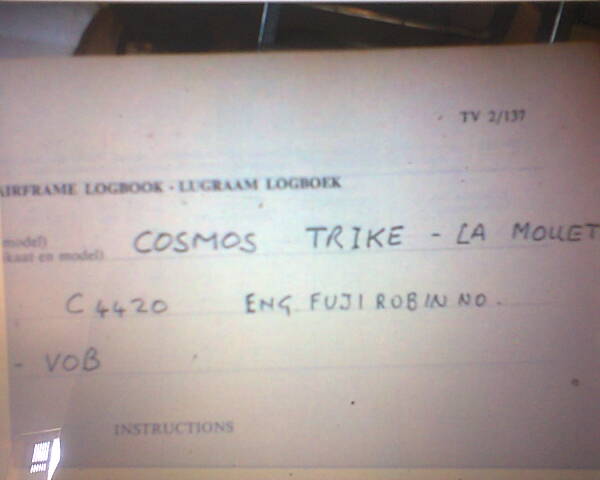 TV 2/137
AIRFRAME LOGBOOK - LUGRAAM LOGBOEK
model) COSMOS TRIKE - LA MOUET
kaat en model)
C4420 ENG. FUJI ROBIN NO.
- VOB
INSTRUCTIONS